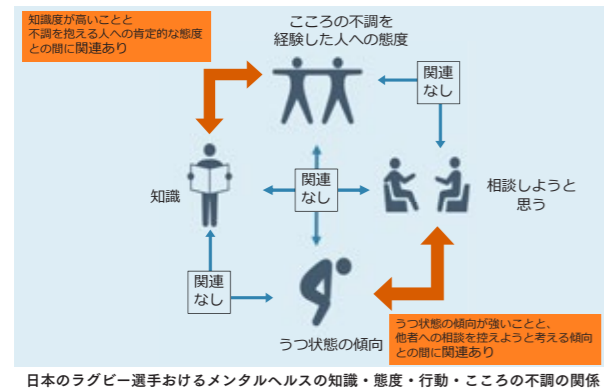 知識度が高いことと
不調を抱える人への肯定的な態度
との間に関連あり
こころの不調を
経験した人への態度
関連
なし
知識
関連
なし
相談しようと
思う
関連
なし
うつ状態の傾向
うつ状態の傾向が強いことと、
他者への相談を控えようと考える傾向
との間に関連あり
日本のラグビー選手おけるメンタルヘルスの知識・態度・行動・こころの不調の関係